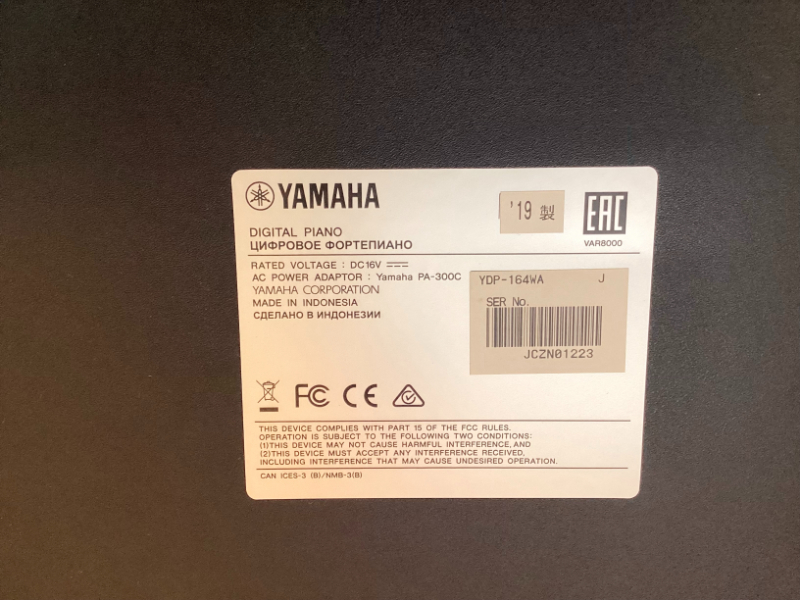 YAMAHA
'19 製
EAC
VAR8000
DIGITAL PIANO
ЦИФРОВОЕ ФОРТЕПИАНО
RATED VOLTAGE : DC16V
AC POWER ADAPTOR : Yamaha PA-300C
YAMAHA CORPORATION
MADE IN INDONESIA
СДЕЛАНО В ИНДОНЕЗИИ
YDP-164WA J
SER No.
JCZN01223
FC CE
THIS DEVICE COMPLIES WITH PART 15 OF THE FCC RULES.
OPERATION IS SUBJECT TO THE FOLLOWING TWO CONDITIONS:
(1)THIS DEVICE MAY NOT CAUSE HARMFUL INTERFERENCE, AND
(2)THIS DEVICE MUST ACCEPT ANY INTERFERENCE RECEIVED,
INCLUDING INTERFERENCE THAT MAY CAUSE UNDESIRED OPERATION.
CAN ICES-3 (B)/NMB-3(B)